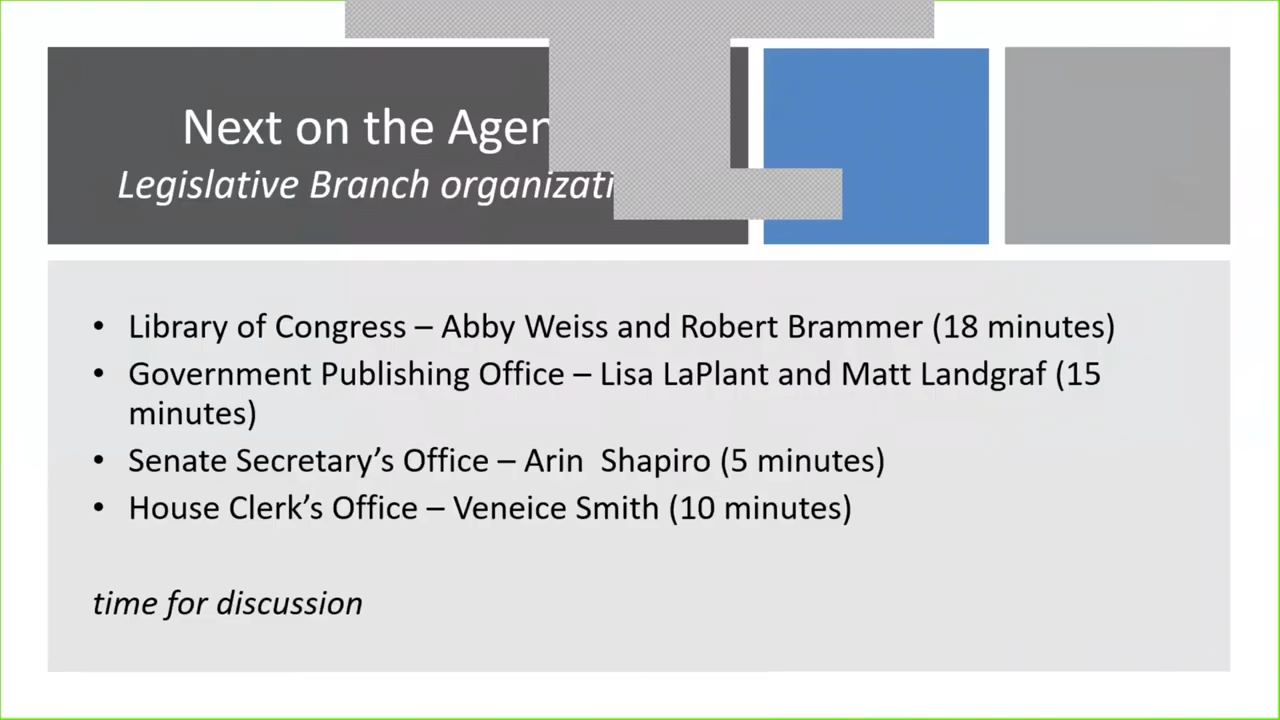 Next on the Agen
Legislative Branch organizati
• Library of Congress – Abby Weiss and Robert Brammer (18 minutes)
• Government Publishing Office – Lisa LaPlant and Matt Landgraf (15
minutes)
• Senate Secretary’s Office – Arin  Shapiro (5 minutes)
• House Clerk’s Office – Veneice Smith (10 minutes)
time for discussion